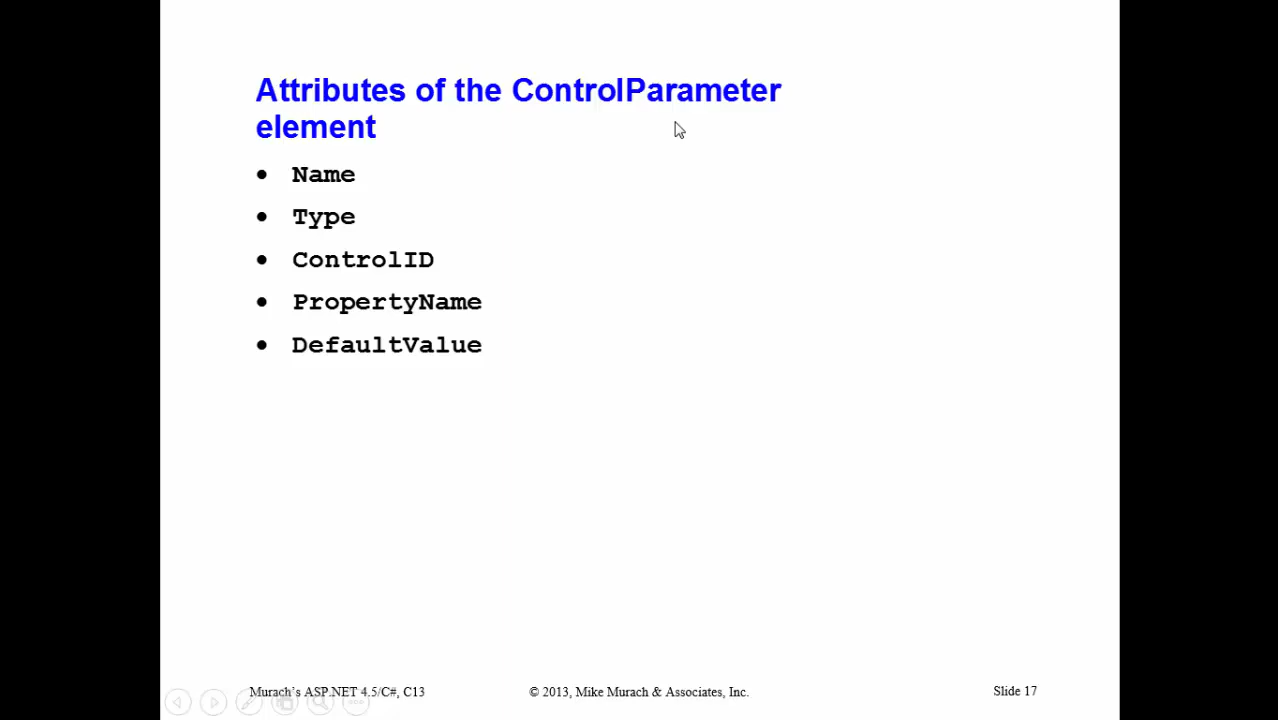 Attributes of the ControlParameter
element
• Name
• Type
• ControlID
• PropertyName
• DefaultValue
Murach's ASP.NET 4.5/C#, C13
© 2013, Mike Murach & Associates, Inc.
Slide 17